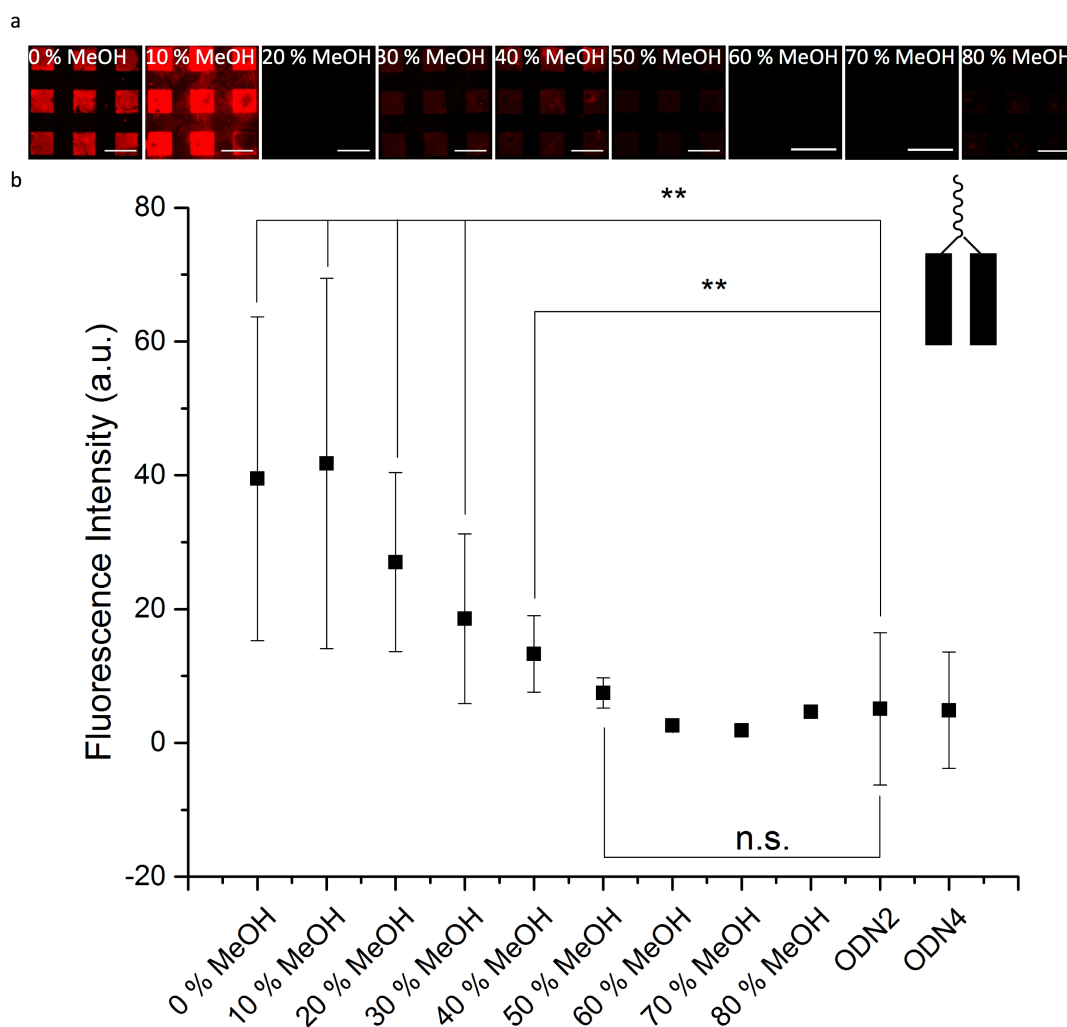 a
0 % MeOH 10 % MeOH 20 % MeOH 30 % MeOH 40 % MeOH 50 % MeOH 60 % MeOH 70 % MeOH 80 % MeOH
b
80
60
40
20
0
-20
Fluorescence Intensity (a.u.)
**
**
n.s.
0 % MeOH
10 % MeOH
20 % MeOH
30 % MeOH
40 % MeOH
50 % MeOH
60 % MeOH
70 % MeOH
80 % MeOH
ODN2
ODN4